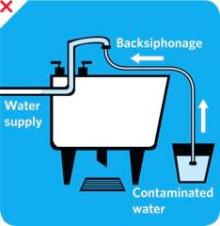 Backsiphonage
Water
supply
Contaminated
water